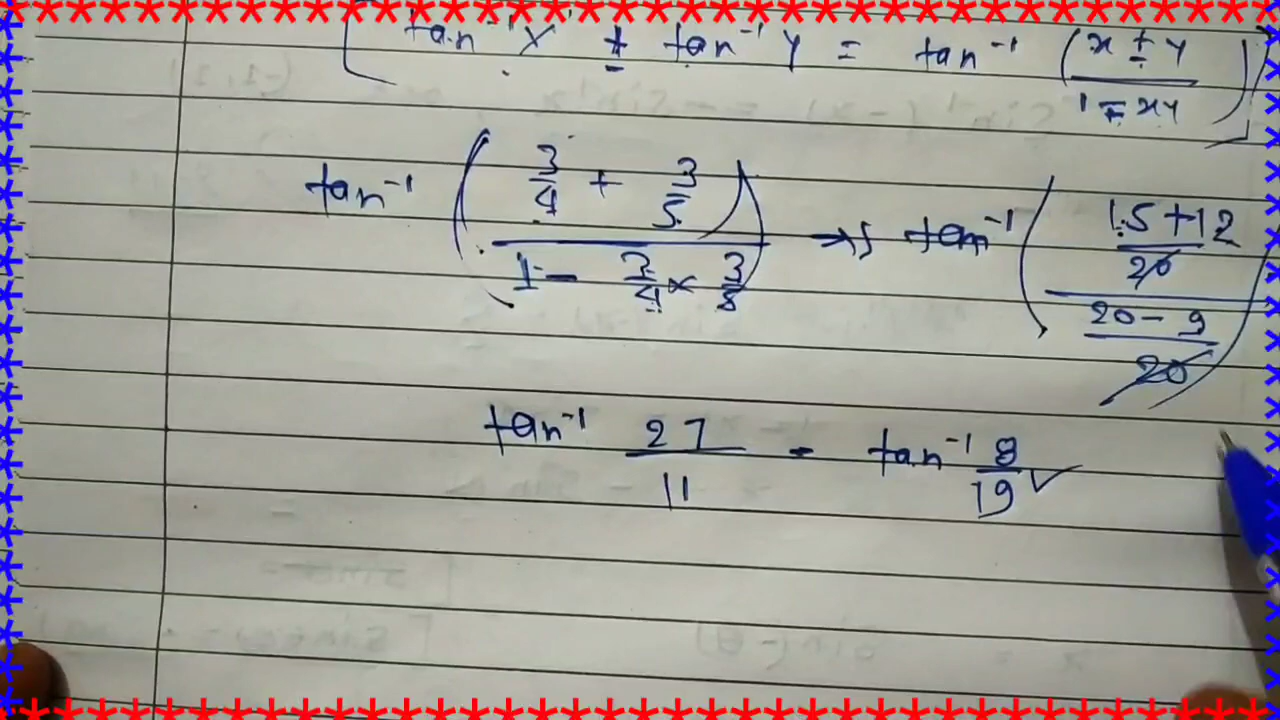 [ tan⁻¹ x ± tan⁻¹ y = tan⁻¹ ( (x ± y) / (1 ∓ xy) ) ]
tan⁻¹ ( (3/4 + 3/5) / (1 - 3/4 × 3/5) ) → tan⁻¹ ( ((15 + 12) / 20) / ((20 - 9) / 20) )
tan⁻¹ 27/11 - tan⁻¹ 8/19 ✓